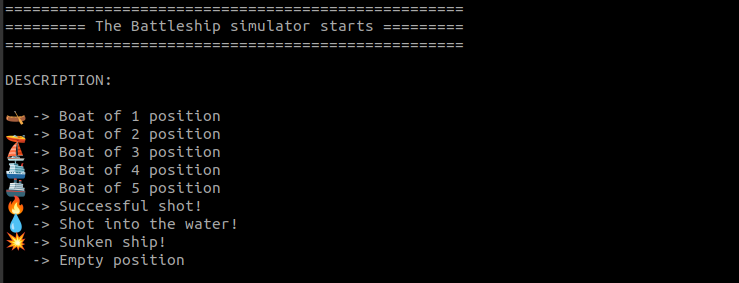 ===================================================
========= The Battleship simulator starts =========
===================================================
DESCRIPTION:
🛶 -> Boat of 1 position
🚤 -> Boat of 2 position
⛵ -> Boat of 3 position
🛳 -> Boat of 4 position
🚢 -> Boat of 5 position
🔥 -> Successful shot!
💧 -> Shot into the water!
💥 -> Sunken ship!
-> Empty position